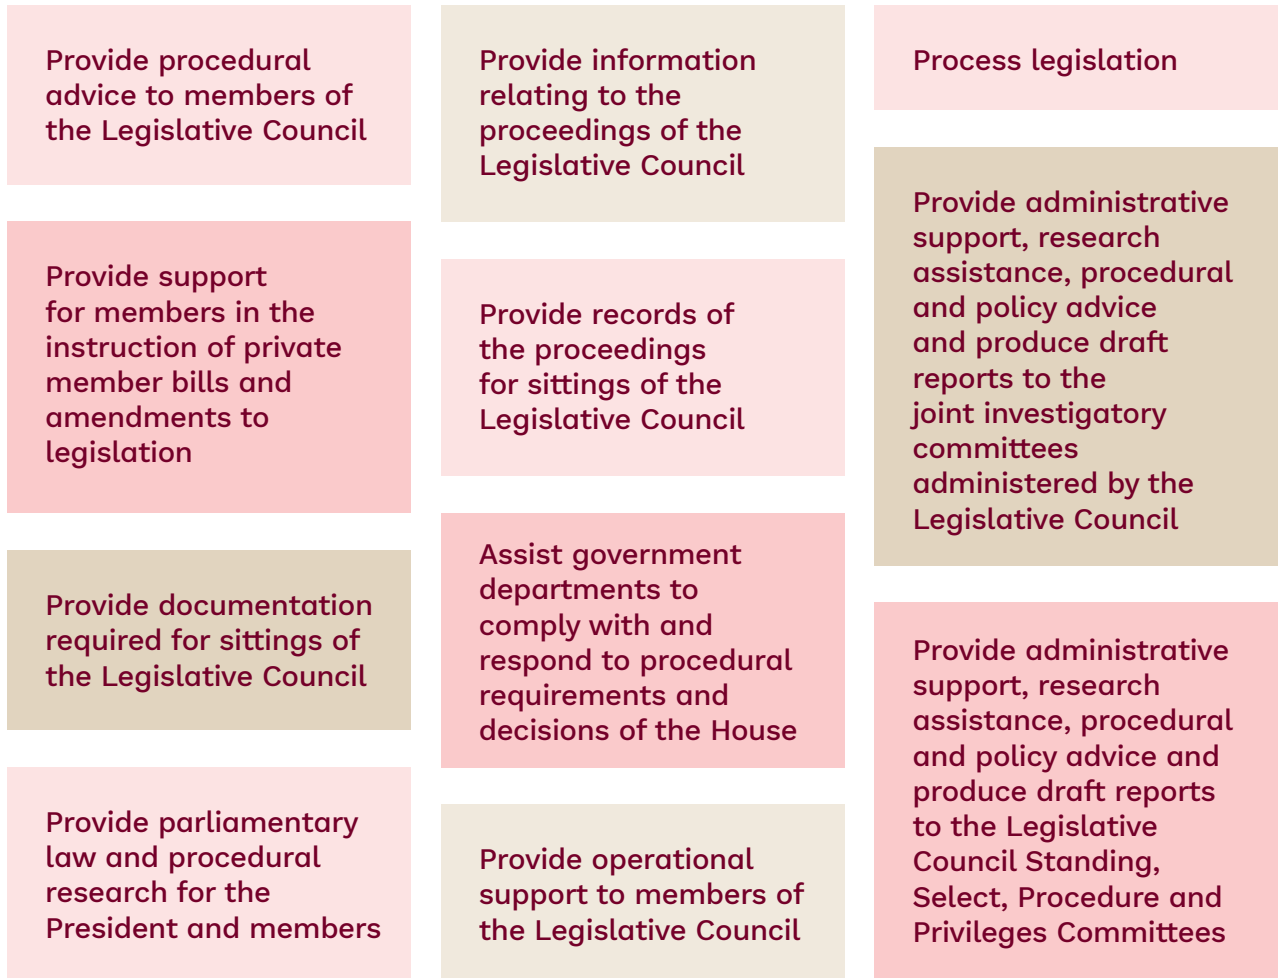 Provide procedural
advice to members of
the Legislative Council
Provide support
for members in the
instruction of private
member bills and
amendments to
legislation
Provide documentation
required for sittings of
the Legislative Council
Provide parliamentary
law and procedural
research for the
President and members
Provide information
relating to the
proceedings of the
Legislative Council
Provide records of
the proceedings
for sittings of the
Legislative Council
Assist government
departments to
comply with and
respond to procedural
requirements and
decisions of the House
Provide operational
support to members of
the Legislative Council
Process legislation
Provide administrative
support, research
assistance, procedural
and policy advice
and produce draft
reports to the
joint investigatory
committees
administered by the
Legislative Council
Provide administrative
support, research
assistance, procedural
and policy advice and
produce draft reports
to the Legislative
Council Standing,
Select, Procedure and
Privileges Committees